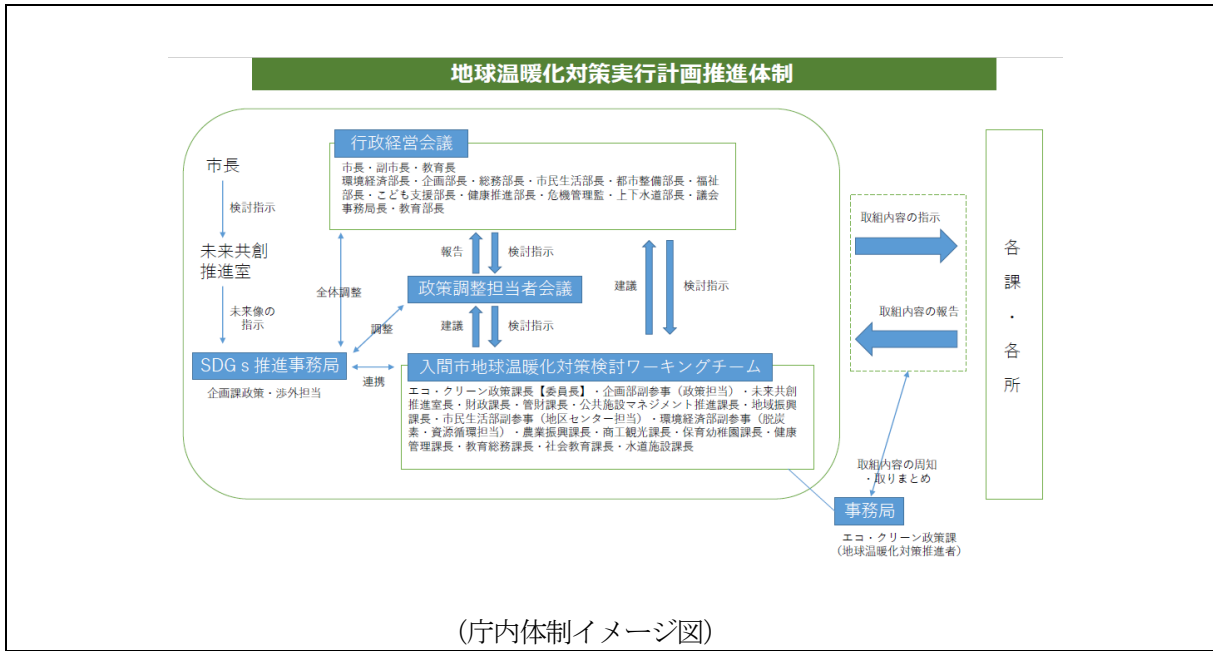 地球温暖化対策実行計画推進体制
行政経営会議
市長・副市長・教育長
環境経済部長・企画部長・総務部長・市民生活部長・都市整備部長・福祉
部長・こども支援部長・健康推進部長・危機管理監・上下水道部長・議会
事務局長・教育部長
市長
検討指示
未来共創
推進室
未来像の
指示
全体調整
報告
検討指示
建議
検討指示
政策調整担当者会議
調整
建議
検討指示
SDGｓ推進事務局
企画課政策・渉外担当
連携
入間市地球温暖化対策検討ワーキングチーム
エコ・クリーン政策課長【委員長】・企画部副参事（政策担当）・未来共創
推進室長・財政課長・管財課長・公共施設マネジメント推進課長・地域振興
課長・市民生活部副参事（地区センター担当）・環境経済部副参事（脱炭
素・資源循環担当）・農業振興課長・商工観光課長・保育幼稚園課長・健康
管理課長・教育総務課長・社会教育課長・水道施設課長
取組内容の指示
取組内容の報告
各課・各所
取組内容の周知
・取りまとめ
事務局
エコ・クリーン政策課
（地球温暖化対策推進者）
（庁内体制イメージ図）